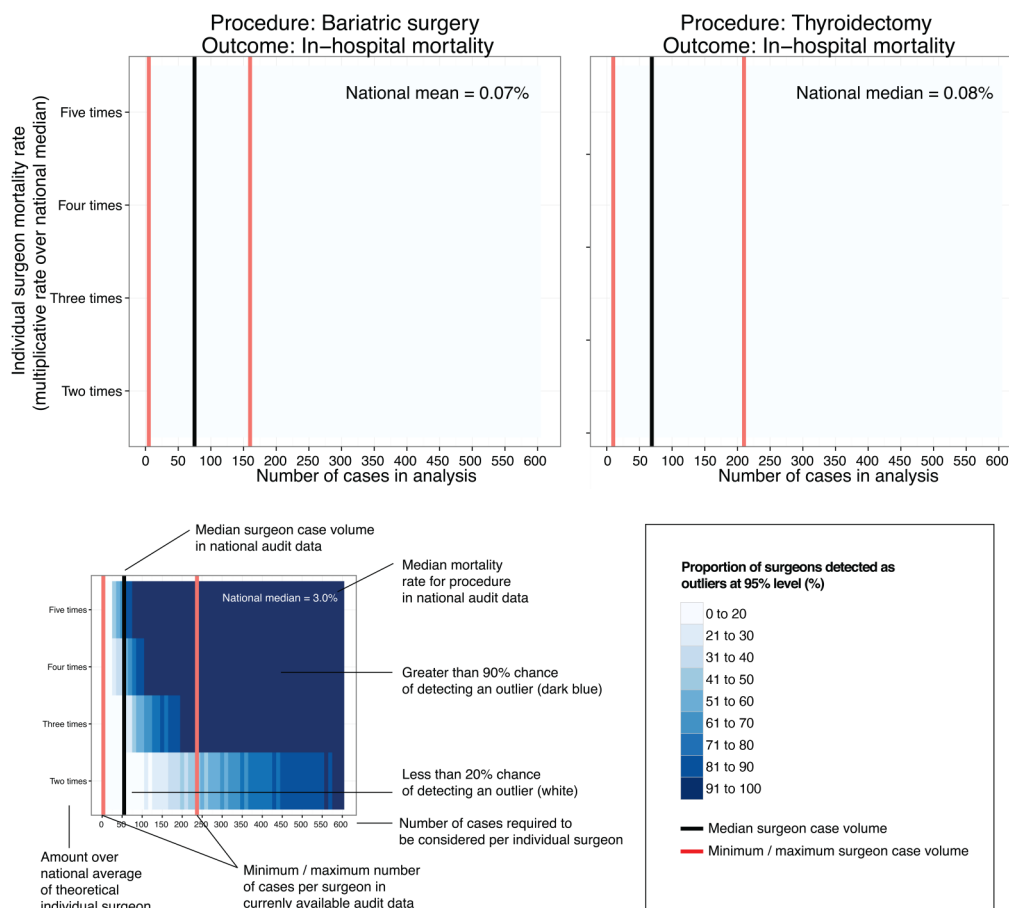 Procedure: Bariatric surgery
Outcome: In−hospital mortality
National mean = 0.07%
Individual surgeon mortality rate
(multiplicative rate over national median)
Five times
Four times
Three times
Two times
0 50 100 150 200 250 300 350 400 450 500 550 600
Number of cases in analysis
Procedure: Thyroidectomy
Outcome: In−hospital mortality
National median = 0.08%
0 50 100 150 200 250 300 350 400 450 500 550 600
Number of cases in analysis
Median surgeon case volume
in national audit data
Median mortality
rate for procedure
in national audit data
National median = 3.0%
Five times
Four times
Three times
Two times
0 50 100 150 200 250 300 350 400 450 500 550 600
Greater than 90% chance
of detecting an outlier (dark blue)
Less than 20% chance
of detecting an outlier (white)
Number of cases required to
be considered per individual surgeon
Amount over
national average
of theoretical
individual surgeon
Minimum / maximum number
of cases per surgeon in
currenly available audit data
Proportion of surgeons detected as
outliers at 95% level (%)
0 to 20
21 to 30
31 to 40
41 to 50
51 to 60
61 to 70
71 to 80
81 to 90
91 to 100
Median surgeon case volume
Minimum / maximum surgeon case volume